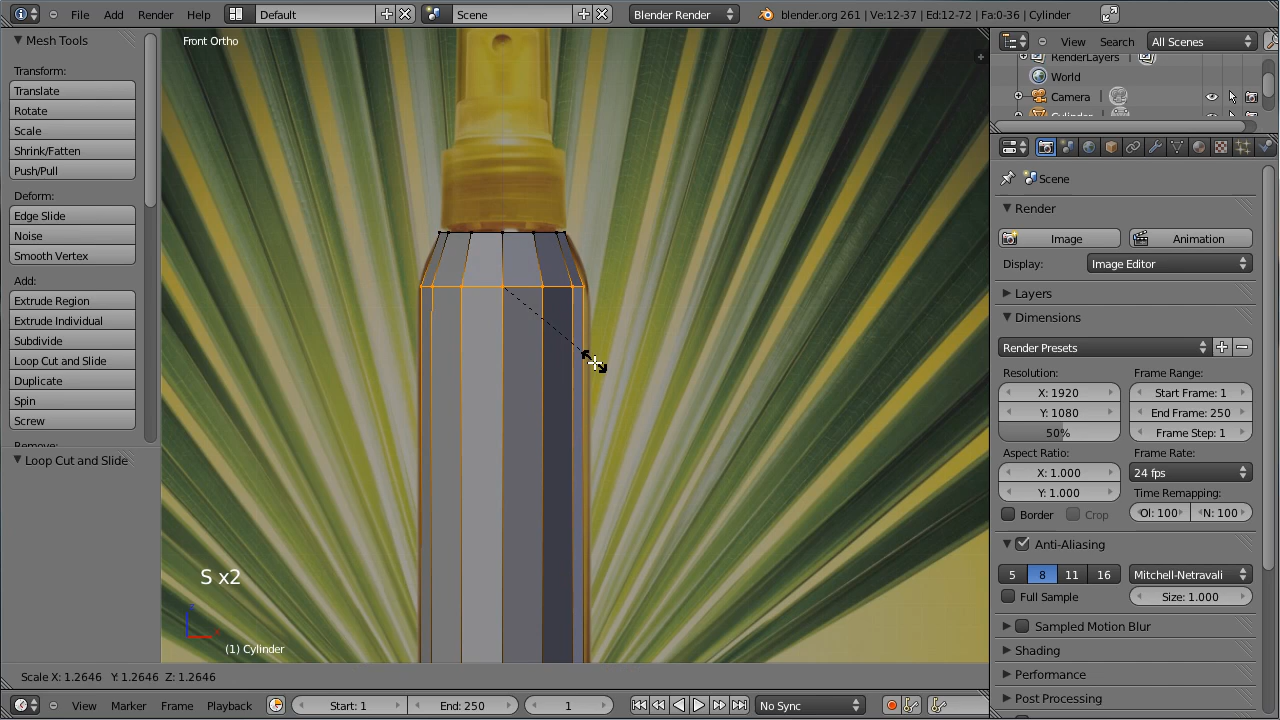 File Add Render Help Default Scene Blender Render blender.org 261 | Ve:12-37 | Ed:12-72 | Fa:0-36 | Cylinder
Mesh Tools
Transform:
Translate
Rotate
Scale
Shrink/Fatten
Push/Pull
Deform:
Edge Slide
Noise
Smooth Vertex
Add:
Extrude Region
Extrude Individual
Subdivide
Loop Cut and Slide
Duplicate
Spin
Screw
Remove:
Loop Cut and Slide
Front Ortho
S x2
(1) Cylinder
Scale X: 1.2646 Y: 1.2646 Z: 1.2646
View Marker Frame Playback Start: 1 End: 250 1 No Sync
View Search All Scenes
RenderLayers
World
Camera
Cylinder
Scene
Render
Image Animation
Display: Image Editor
Layers
Dimensions
Render Presets
Resolution: Frame Range:
X: 1920 Start Frame: 1
Y: 1080 End Frame: 250
50% Frame Step: 1
Aspect Ratio: Frame Rate:
X: 1.000 24 fps
Y: 1.000 Time Remapping:
Border Crop Ol: 100 N: 100
Anti-Aliasing
5 8 11 16 Mitchell-Netravali
Full Sample Size: 1.000
Sampled Motion Blur
Shading
Performance
Post Processing